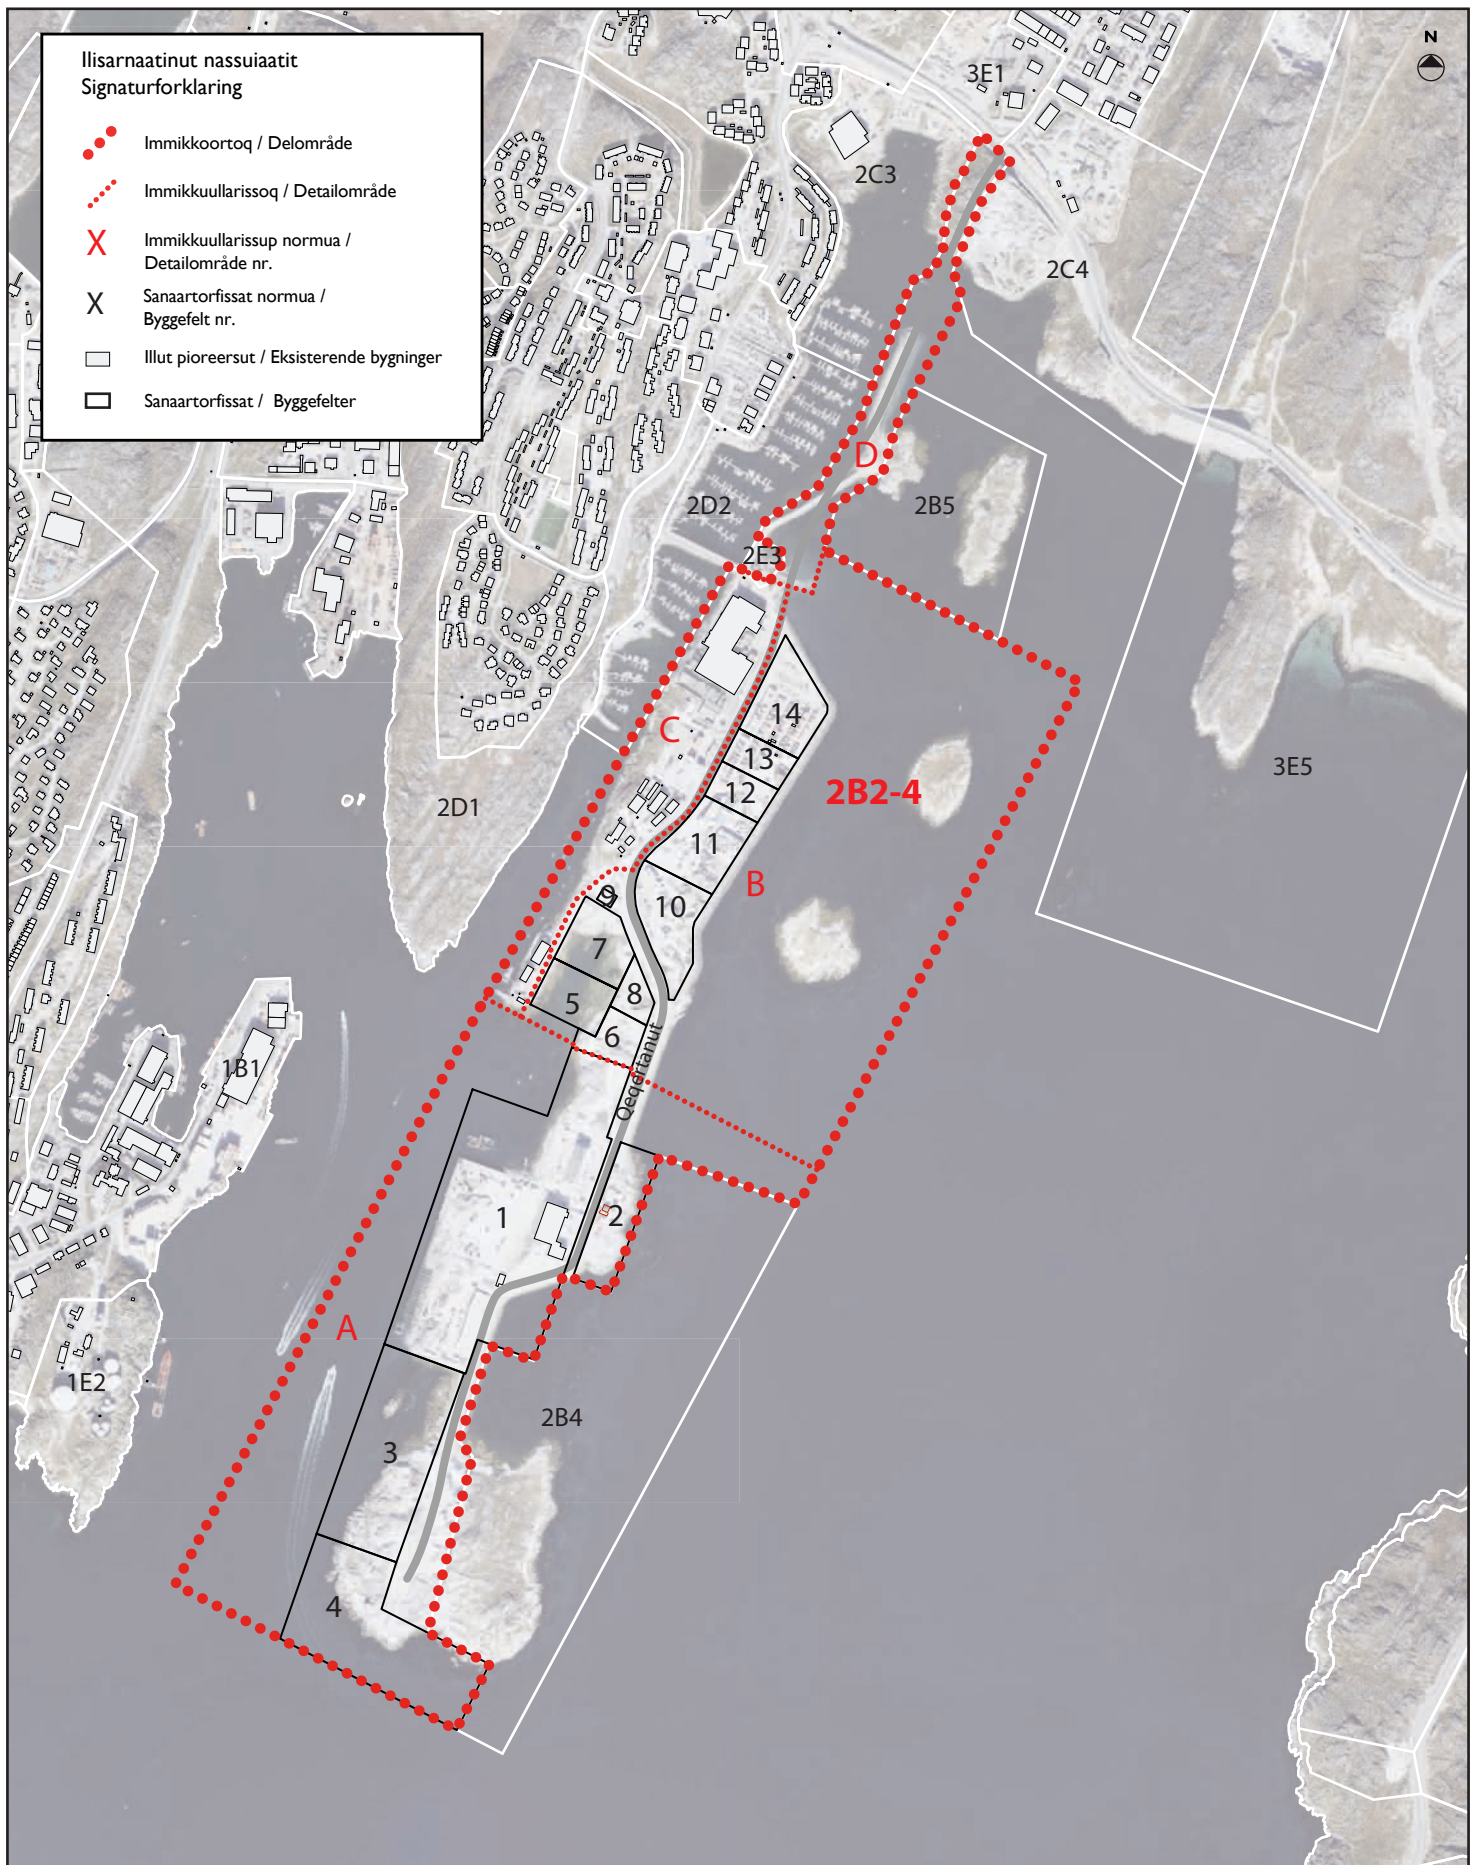 Ilisarnaatinut nassuiaatit
Signaturforklaring
Immikkoortoq / Delområde
Immikkuullarissoq / Detailområde
X
Immikkuullarissup normua /
Detailområde nr.
X
Sanaartorfissat normua /
Byggefelt nr.
Illut pioreersut / Eksisterende bygninger
Sanaartorfissat / Byggefelter
N
3E1
2C3
2C4
D
2D2
2B5
2E3
14
C
13
3E5
12
2B2-4
2D1
11
B
9
10
7
8
5
6
1B1
Qeqertanut
1
2
A
1E2
2B4
3
4